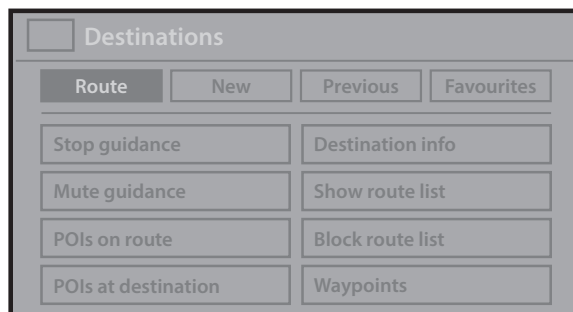 Destinations
Route New Previous Favourites
Stop guidance Destination info
Mute guidance Show route list
POIs on route Block route list
POIs at destination Waypoints